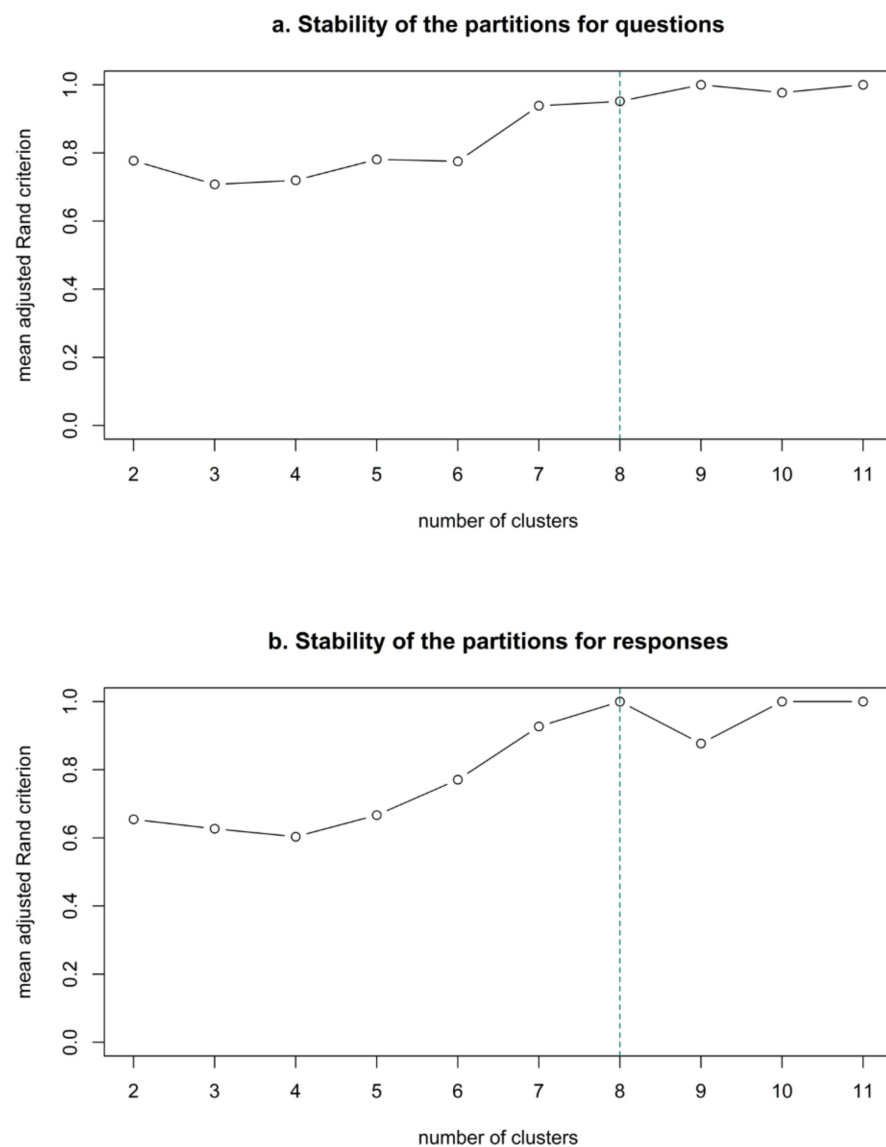 a. Stability of the partitions for questions
mean adjusted Rand criterion
1.0
0.8
0.6
0.4
0.2
0.0
2 3 4 5 6 7 8 9 10 11
number of clusters
b. Stability of the partitions for responses
mean adjusted Rand criterion
1.0
0.8
0.6
0.4
0.2
0.0
2 3 4 5 6 7 8 9 10 11
number of clusters